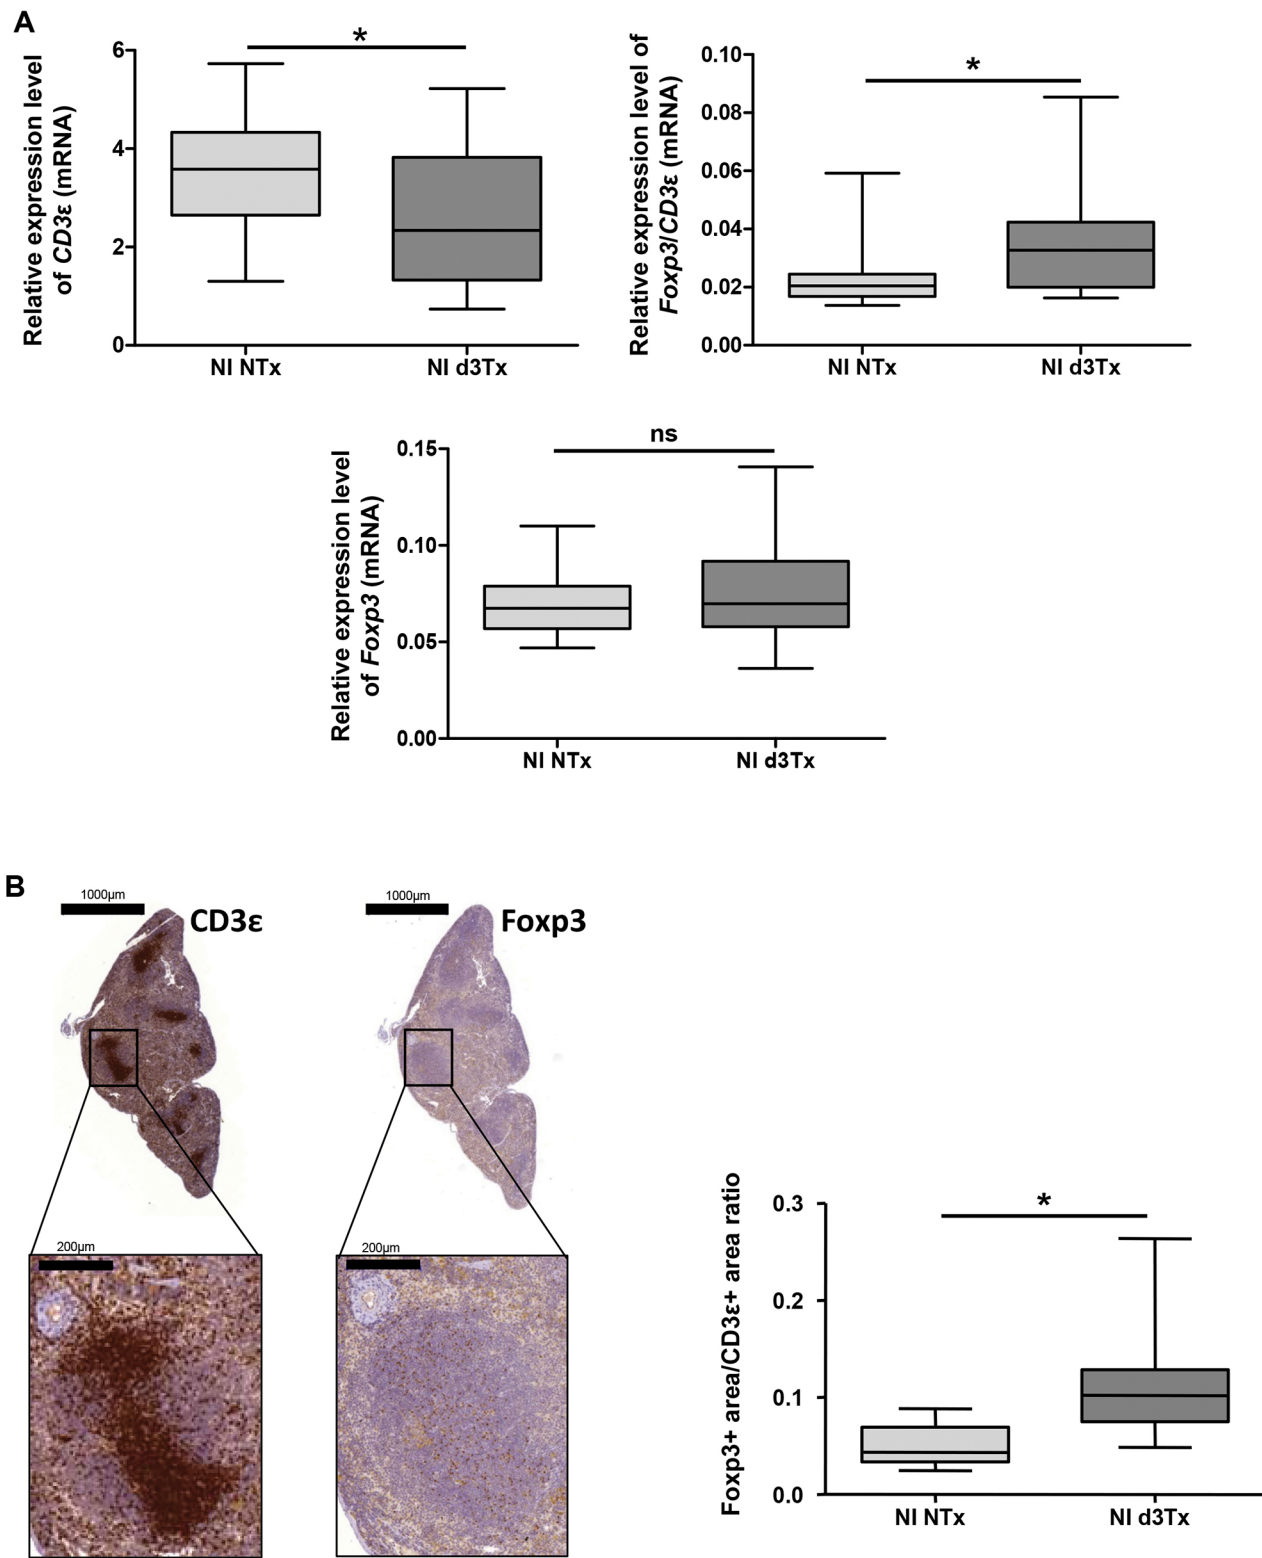 A
Relative expression level
of CD3ε (mRNA)
6
4
2
0
*
NI NTx
NI d3Tx
Relative expression level of
Foxp3/CD3ε (mRNA)
0.10
0.08
0.06
0.04
0.02
0.00
*
NI NTx
NI d3Tx
Relative expression level
of Foxp3 (mRNA)
0.15
0.10
0.05
0.00
ns
NI NTx
NI d3Tx
B
1000μm
CD3ε
1000μm
Foxp3
200μm
200μm
Foxp3+ area/CD3ε+ area ratio
0.3
0.2
0.1
0.0
*
NI NTx
NI d3Tx